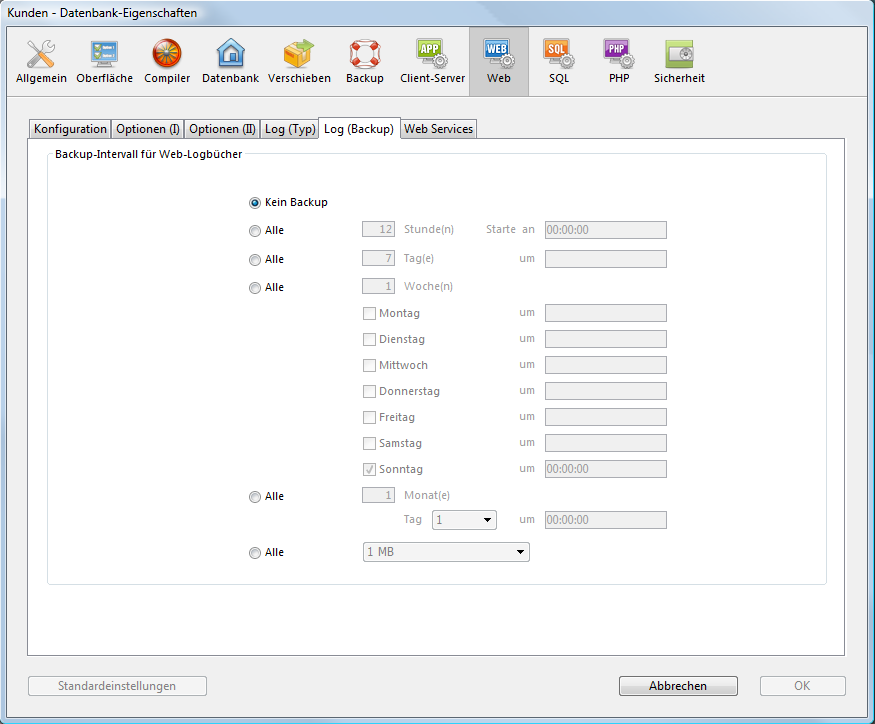 Kunden - Datenbank-Eigenschaften
APP WEB SQL PHP
Allgemein Oberfläche Compiler Datenbank Verschieben Backup Client-Server Web SQL PHP Sicherheit
Konfiguration Optionen (I) Optionen (II) Log (Typ) Log (Backup) Web Services
Backup-Intervall für Web-Logbücher
Kein Backup
Alle 12 Stunde(n) Starte an 00:00:00
Alle 7 Tag(e) um
Alle 1 Woche(n)
Montag um
Dienstag um
Mittwoch um
Donnerstag um
Freitag um
Samstag um
Sonntag um 00:00:00
Alle 1 Monat(e)
Tag 1 um 00:00:00
Alle 1 MB
Standardeinstellungen Abbrechen OK